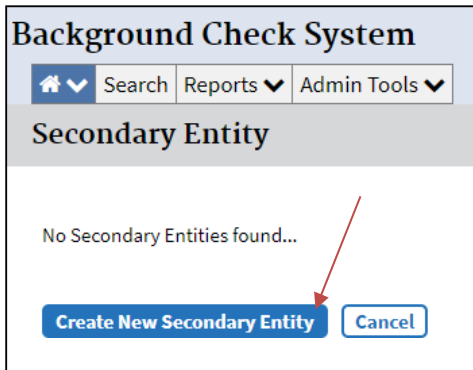 Background Check System
Search Reports Admin Tools
Secondary Entity
No Secondary Entities found...
Create New Secondary Entity Cancel